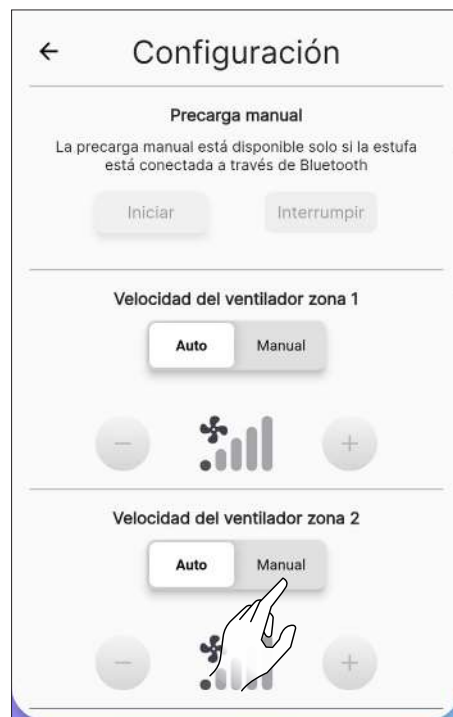 Configuración
Precarga manual
La precarga manual está disponible solo si la estufa
está conectada a través de Bluetooth
Iniciar Interrumpir
Velocidad del ventilador zona 1
Auto Manual
Velocidad del ventilador zona 2
Auto Manual